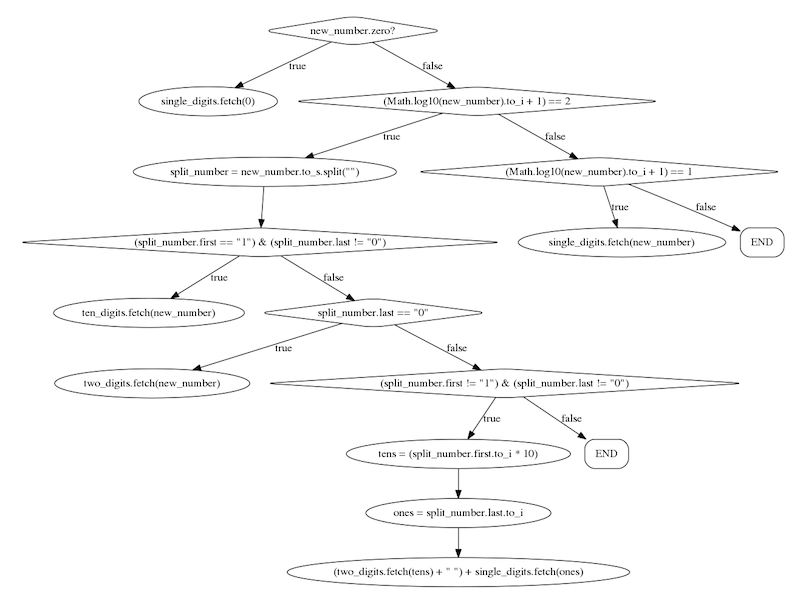 new_number.zero?
true
false
single_digits.fetch(0)
(Math.log10(new_number).to_i + 1) == 2
true
false
split_number = new_number.to_s.split("")
(Math.log10(new_number).to_i + 1) == 1
true
false
(split_number.first == "1") & (split_number.last != "0")
single_digits.fetch(new_number)
END
true
false
ten_digits.fetch(new_number)
split_number.last == "0"
true
false
two_digits.fetch(new_number)
(split_number.first != "1") & (split_number.last != "0")
true
false
tens = (split_number.first.to_i * 10)
END
ones = split_number.last.to_i
(two_digits.fetch(tens) + " ") + single_digits.fetch(ones)